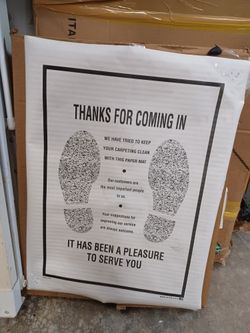 ITA
THANKS FOR COMING IN
WE HAVE TRIED TO KEEP
YOUR CARPETING CLEAN
WITH THIS PAPER MAT
Our customers are
the most important people
to us
Your suggestions for
improving our service
are always welcome.
IT HAS BEEN A PLEASURE
TO SERVE YOU